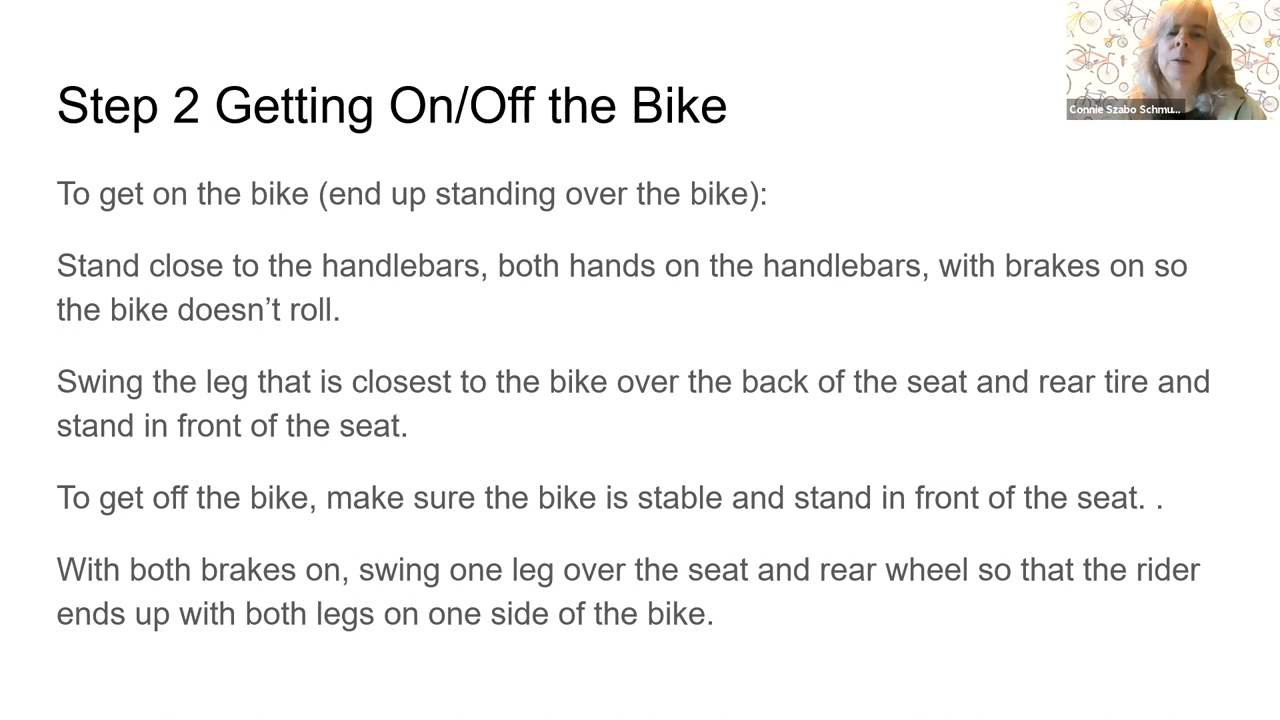 Step 2 Getting On/Off the Bike
Connie Szabo Schmu...
To get on the bike (end up standing over the bike):
Stand close to the handlebars, both hands on the handlebars, with brakes on so
the bike doesn’t roll.
Swing the leg that is closest to the bike over the back of the seat and rear tire and
stand in front of the seat.
To get off the bike, make sure the bike is stable and stand in front of the seat. .
With both brakes on, swing one leg over the seat and rear wheel so that the rider
ends up with both legs on one side of the bike.